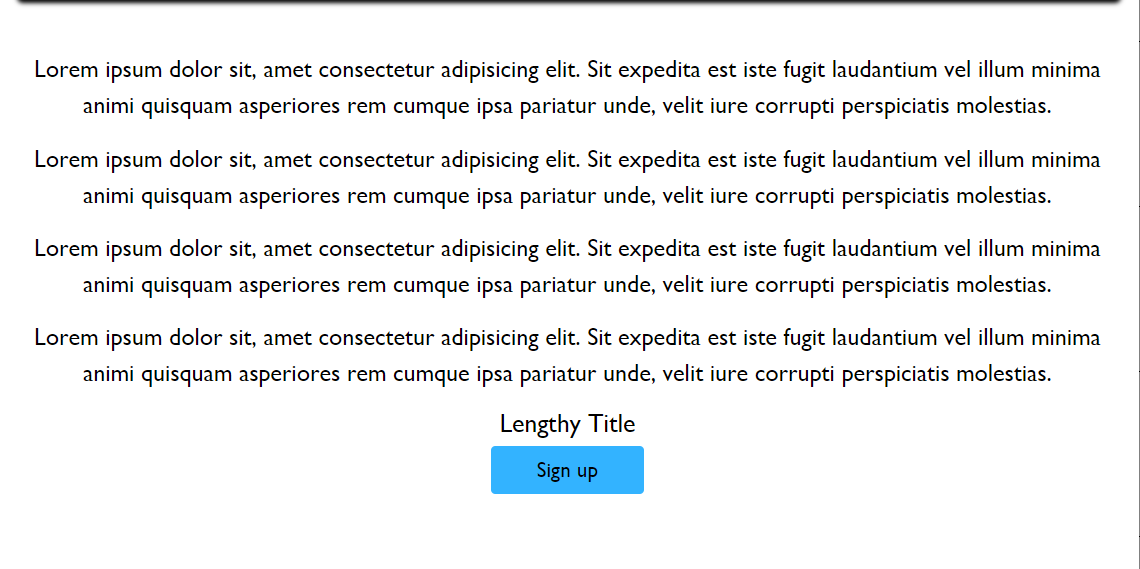 Lorem ipsum dolor sit, amet consectetur adipisicing elit. Sit expedita est iste fugit laudantium vel illum minima
animi quisquam asperiores rem cumque ipsa pariatur unde, velit iure corrupti perspiciatis molestias.
Lorem ipsum dolor sit, amet consectetur adipisicing elit. Sit expedita est iste fugit laudantium vel illum minima
animi quisquam asperiores rem cumque ipsa pariatur unde, velit iure corrupti perspiciatis molestias.
Lorem ipsum dolor sit, amet consectetur adipisicing elit. Sit expedita est iste fugit laudantium vel illum minima
animi quisquam asperiores rem cumque ipsa pariatur unde, velit iure corrupti perspiciatis molestias.
Lorem ipsum dolor sit, amet consectetur adipisicing elit. Sit expedita est iste fugit laudantium vel illum minima
animi quisquam asperiores rem cumque ipsa pariatur unde, velit iure corrupti perspiciatis molestias.
Lengthy Title
Sign up